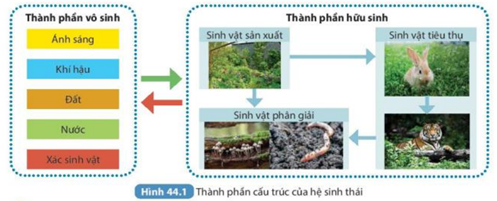 Thành phần vô sinh
Ánh sáng
Khí hậu
Đất
Nước
Xác sinh vật
Thành phần hữu sinh
Sinh vật sản xuất
Sinh vật tiêu thụ
Sinh vật phân giải
Hình 44.1 Thành phần cấu trúc của hệ sinh thái